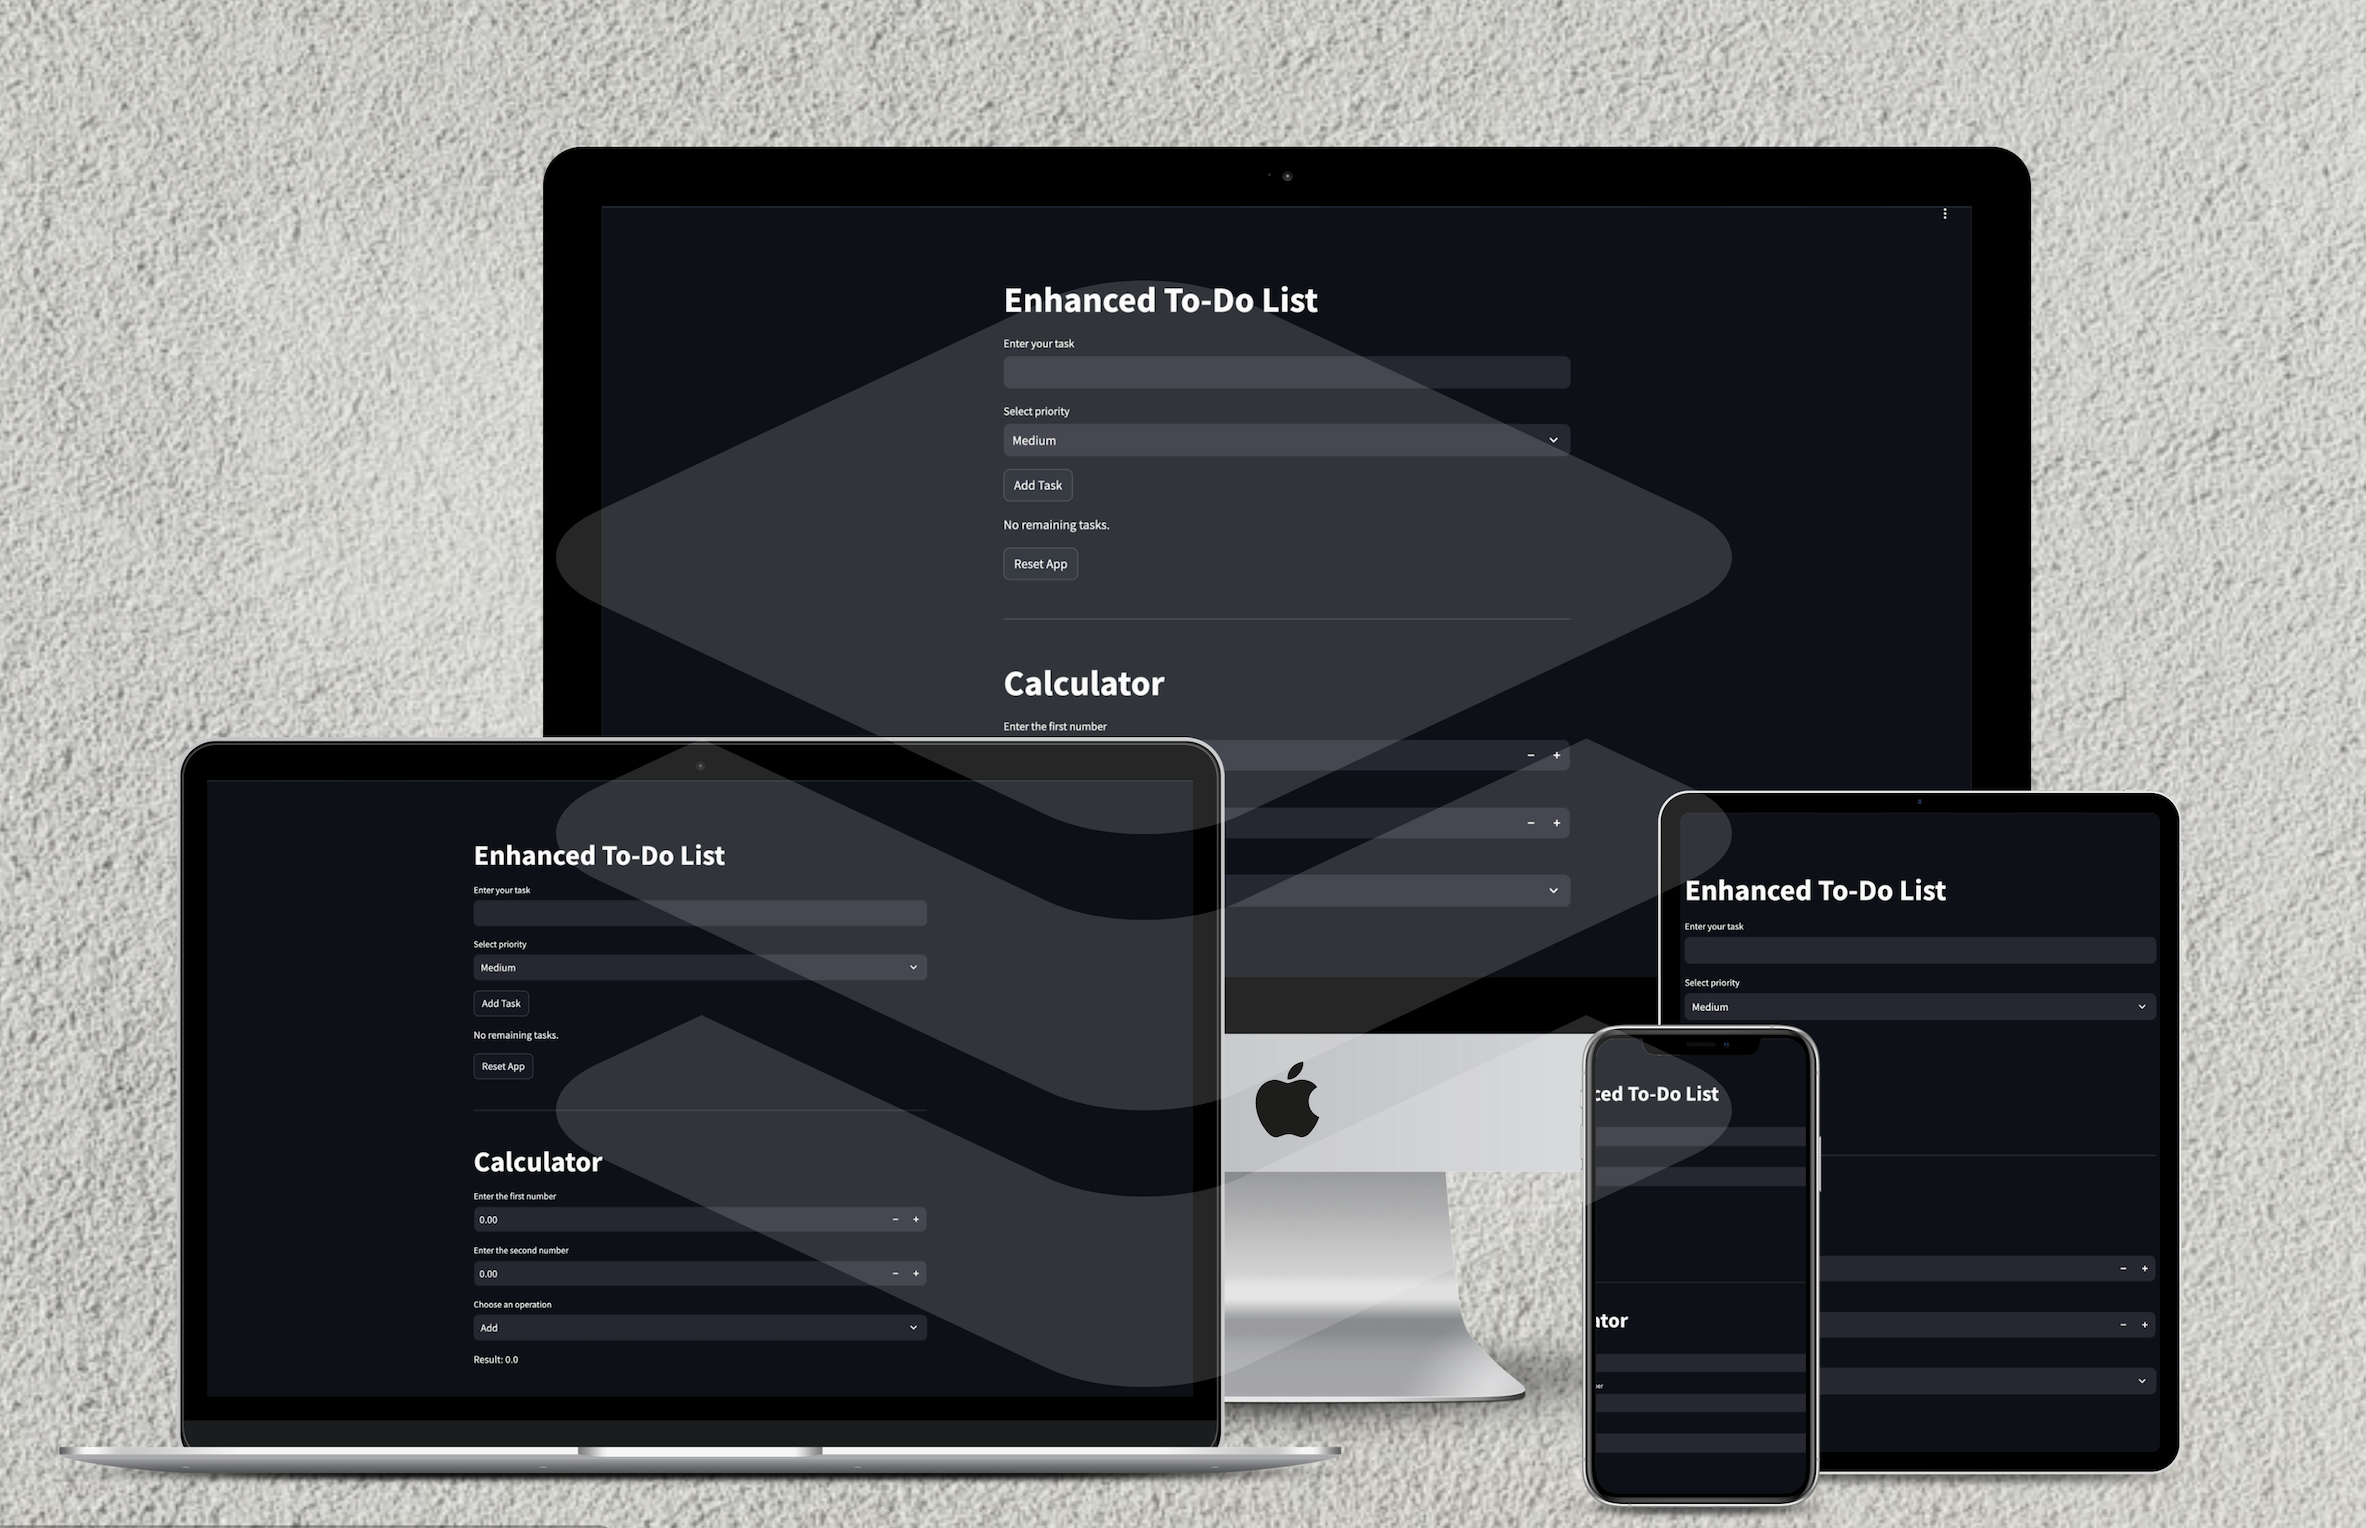 Enhanced To-Do List
Enter your task
Select priority
Medium
Add Task
No remaining tasks.
Reset App
Calculator
Enter the first number
Enhanced To-Do List
Enter your task
Select priority
Medium
Add Task
No remaining tasks.
Reset App
Calculator
Enter the first number
0.00
Enter the second number
0.00
Choose an operation
Add
Result: 0.0
Enhanced To-Do List
Enter your task
Select priority
Medium
ced To-Do List
ator
er